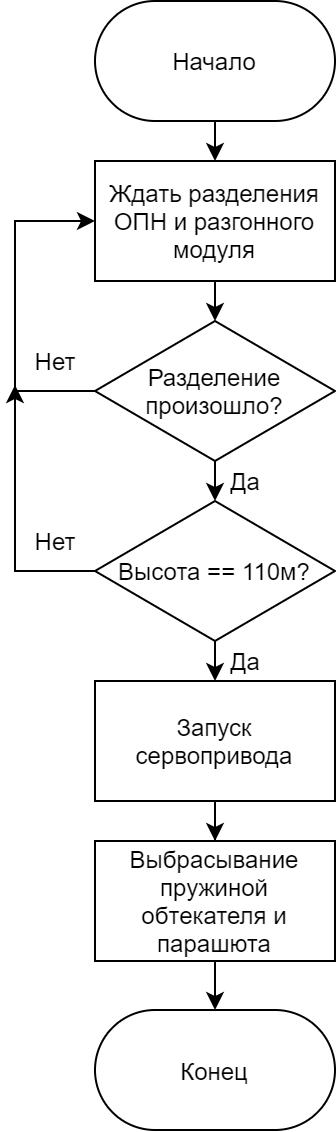 Начало
Ждать разделения
ОПН и разгонного
модуля
Нет
Разделение
произошло?
Да
Нет
Высота == 110м?
Да
Запуск
сервопривода
Выбрасывание
пружиной
обтекателя и
парашюта
Конец